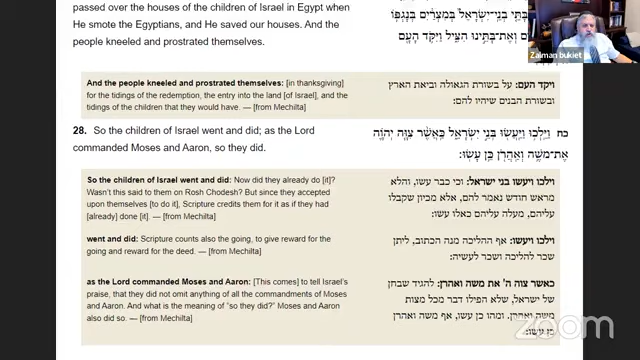 passed over the houses of the children of Israel in Egypt when
He smote the Egyptians, and He saved our houses. And the
people kneeled and prostrated themselves.
בָּתֵּי בְנֵי־יִשְׂרָאֵל בְּמִצְרַיִם בְּנָגְפּוֹ
וְאֶת־בָּתֵּינוּ הִצִּיל וַיִּקֹּד הָעָם
Zalman bukiet
And the people kneeled and prostrated themselves: [in thanksgiving]
for the tidings of the redemption, the entry into the land [of Israel], and the
tidings of the children that they would have. — [from Mechilta]
ויקד העם: על בשורת הגאולה וביאת הארץ
ובשורת הבנים שיהיו להם:
28. So the children of Israel went and did; as the Lord
commanded Moses and Aaron, so they did.
כח וַיֵּלְכוּ וַיַּעֲשׂוּ בְּנֵי יִשְׂרָאֵל כַּאֲשֶׁר צִוָּה יְהֹוָה
אֶת־משֶׁה וְאַהֲרֹן כֵּן עָשׂוּ:
So the children of Israel went and did: Now did they already do [it]?
Wasn't this said to them on Rosh Chodesh? But since they accepted
upon themselves [to do it], Scripture credits them for it as if they had
[already] done [it]. — [from Mechilta]
וילכו ויעשו בני ישראל: וכי כבר עשו, והלא
מראש חודש נאמר להם, אלא מכיון שקבלו
עליהם, מעלה עליהם כאלו עשו:
went and did: Scripture counts also the going, to give reward for the
going and reward for the deed. — [from Mechilta]
וילכו ויעשו: אף ההליכה מנה הכתוב, ליתן
שכר להליכה ושכר לעשיה:
as the Lord commanded Moses and Aaron: [This comes] to tell Israel's
praise, that they did not omit anything of all the commandments of Moses
and Aaron. And what is the meaning of "so they did?" Moses and Aaron
also did so. — [from Mechilta]
כאשר צוה ה' את משה ואהרן: להגיד שבחן
של ישראל, שלא הפילו דבר מכל מצות
משה ואהרן. ומהו כן עשו, אף משה ואהרן
כן עשו:
zoom